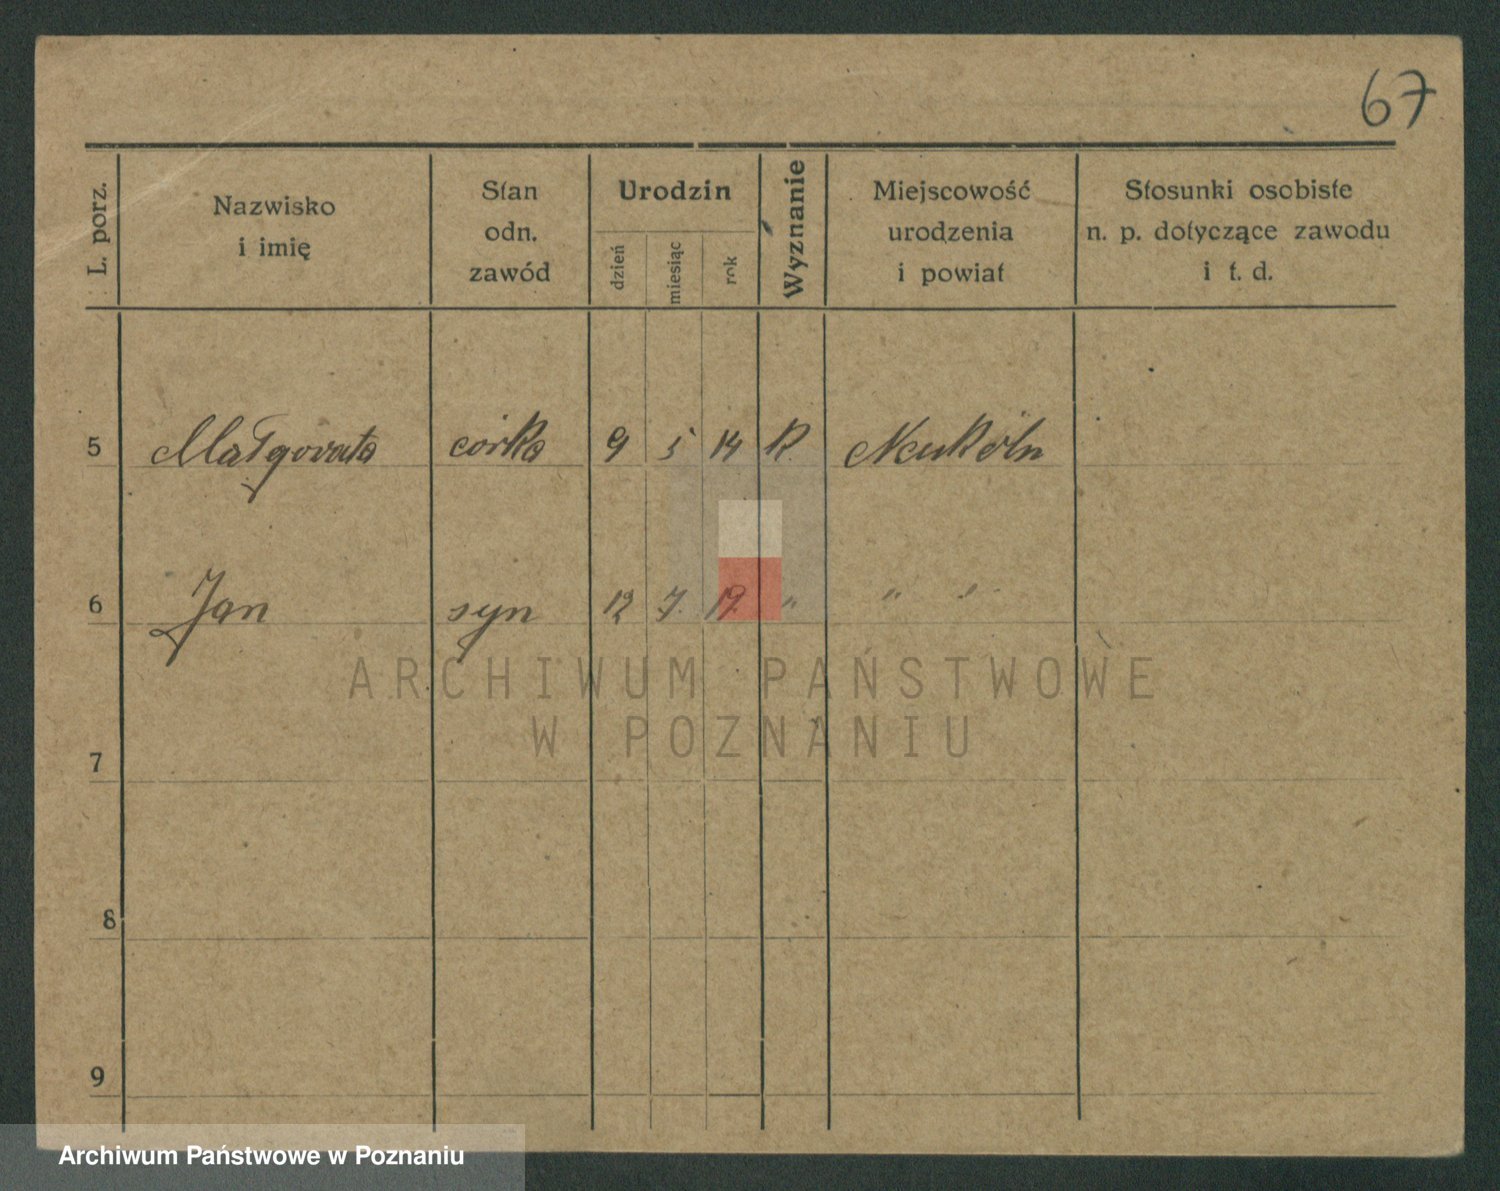 67
L. porz.
Nazwisko
i imię
Stan
odn.
zawód
Urodzin
dzień
miesiąc
rok
Wyznanie
Miejscowość
urodzenia
i powiat
Stosunki osobiste
n. p. dotyczące zawodu
i t. d.
5 Małgorata córka 9 5 14 R. Neukoln
6 Jan syn 12 7. 19. " " "
ARCHIWUM PAŃSTWOWE
W POZNANIU
7
8
9
Archiwum Państwowe w Poznaniu